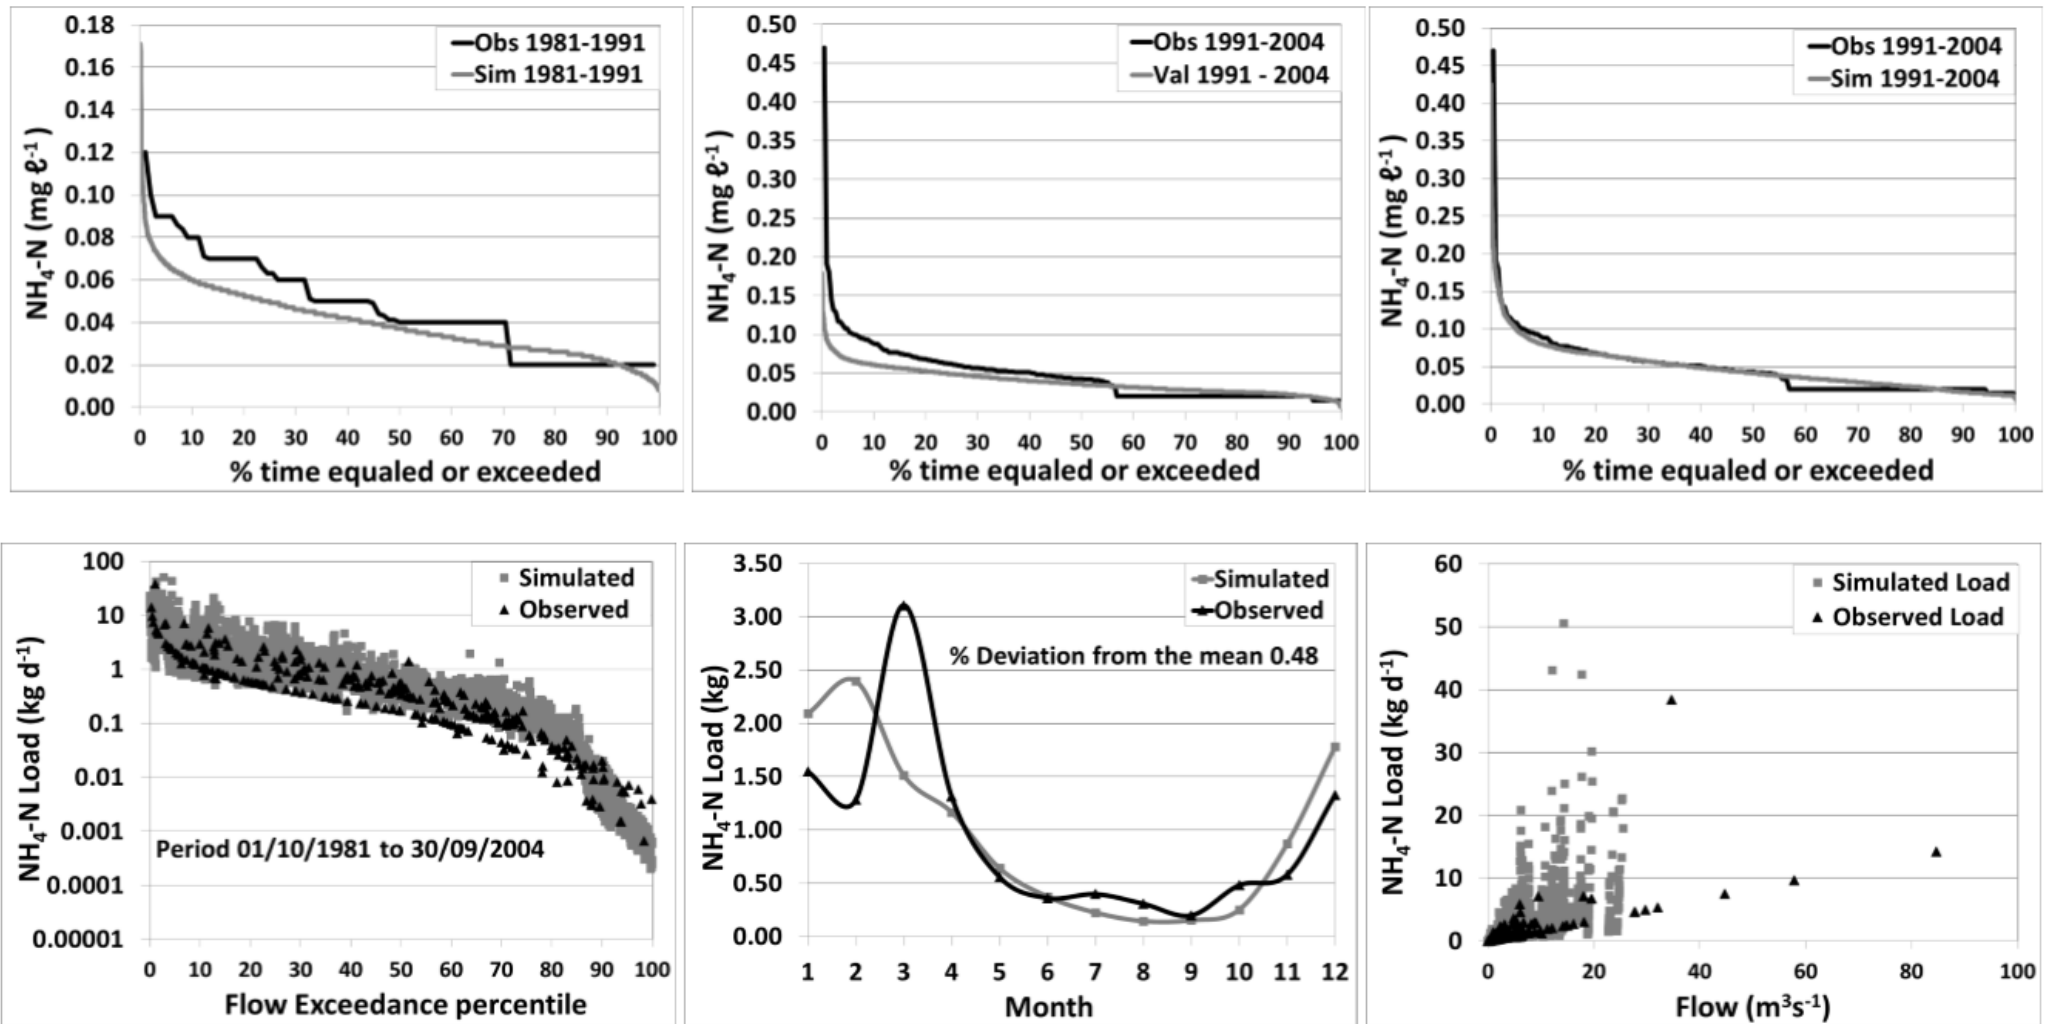 0.18
0.16
0.14
0.12
0.10
0.08
0.06
0.04
0.02
0.00
NH₄-N (mg ℓ⁻¹)
Obs 1981-1991
Sim 1981-1991
0 10 20 30 40 50 60 70 80 90 100
% time equaled or exceeded
0.50
0.45
0.40
0.35
0.30
0.25
0.20
0.15
0.10
0.05
0.00
NH₄-N (mg ℓ⁻¹)
Obs 1991-2004
Val 1991 - 2004
0 10 20 30 40 50 60 70 80 90 100
% time equaled or exceeded
0.50
0.45
0.40
0.35
0.30
0.25
0.20
0.15
0.10
0.05
0.00
NH₄-N (mg ℓ⁻¹)
Obs 1991-2004
Sim 1991-2004
0 10 20 30 40 50 60 70 80 90 100
% time equaled or exceeded
100
10
1
0.1
0.01
0.001
0.0001
0.00001
NH₄-N Load (kg d⁻¹)
Simulated
Observed
Period 01/10/1981 to 30/09/2004
0 10 20 30 40 50 60 70 80 90 100
Flow Exceedance percentile
3.50
3.00
2.50
2.00
1.50
1.00
0.50
0.00
NH₄-N Load (kg)
Simulated
Observed
% Deviation from the mean 0.48
1 2 3 4 5 6 7 8 9 10 11 12
Month
60
50
40
30
20
10
0
NH₄-N Load (kg d⁻¹)
Simulated Load
Observed Load
0 20 40 60 80 100
Flow (m³s⁻¹)